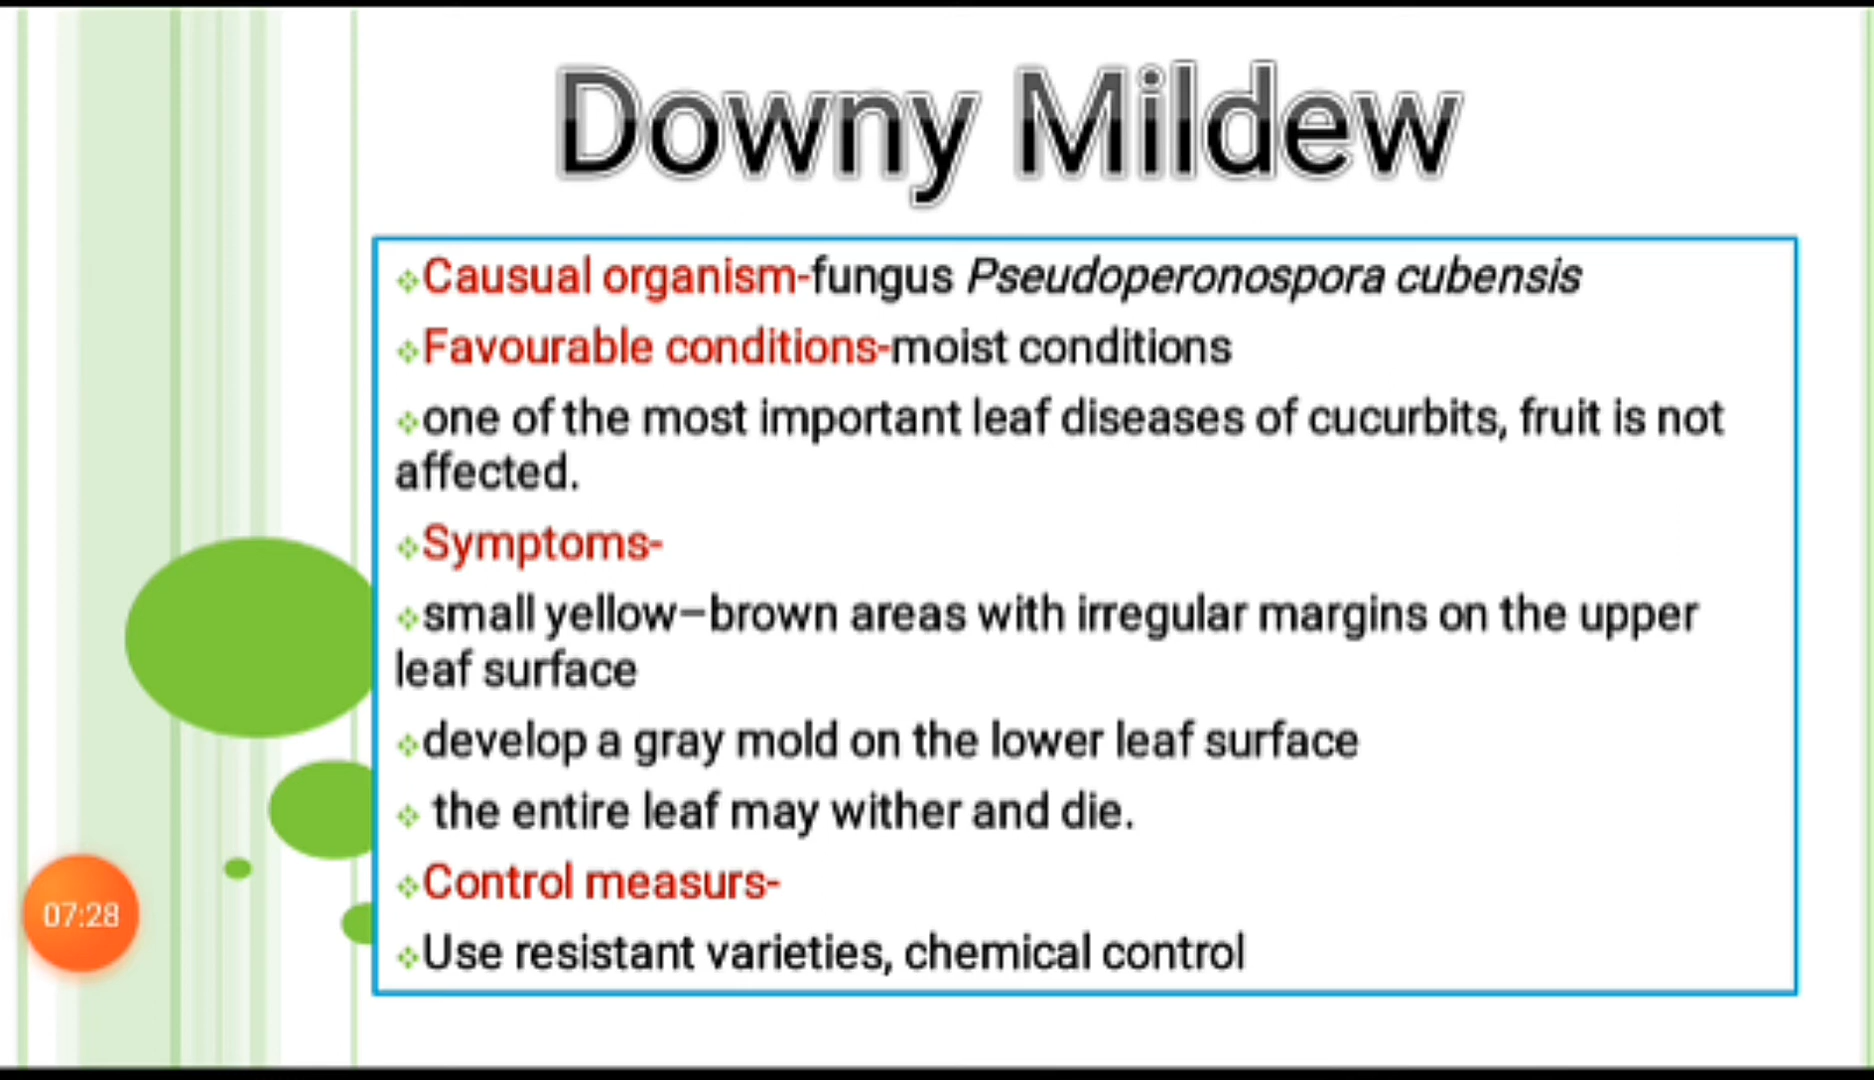 Downy Mildew
Causual organism-fungus Pseudoperonospora cubensis
Favourable conditions-moist conditions
one of the most important leaf diseases of cucurbits, fruit is not
affected.
Symptoms-
small yellow–brown areas with irregular margins on the upper
leaf surface
develop a gray mold on the lower leaf surface
the entire leaf may wither and die.
Control measurs-
Use resistant varieties, chemical control
07:28